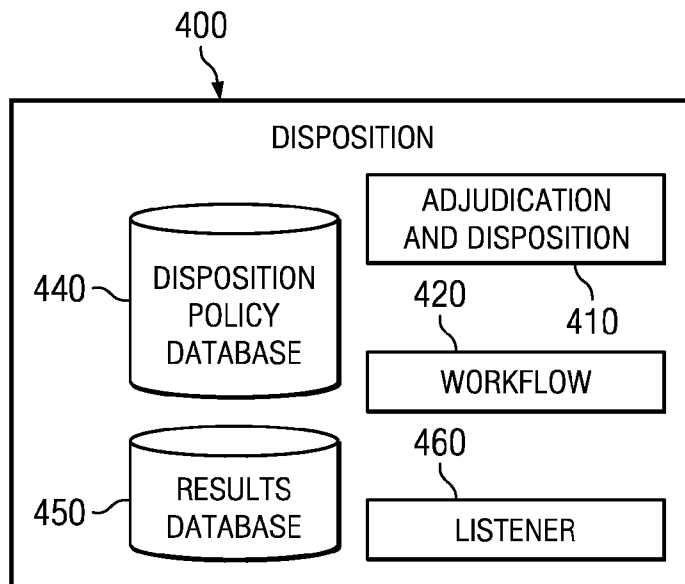 400
DISPOSITION
ADJUDICATION
AND DISPOSITION
410
440
DISPOSITION
POLICY
DATABASE
420
WORKFLOW
450
RESULTS
DATABASE
460
LISTENER